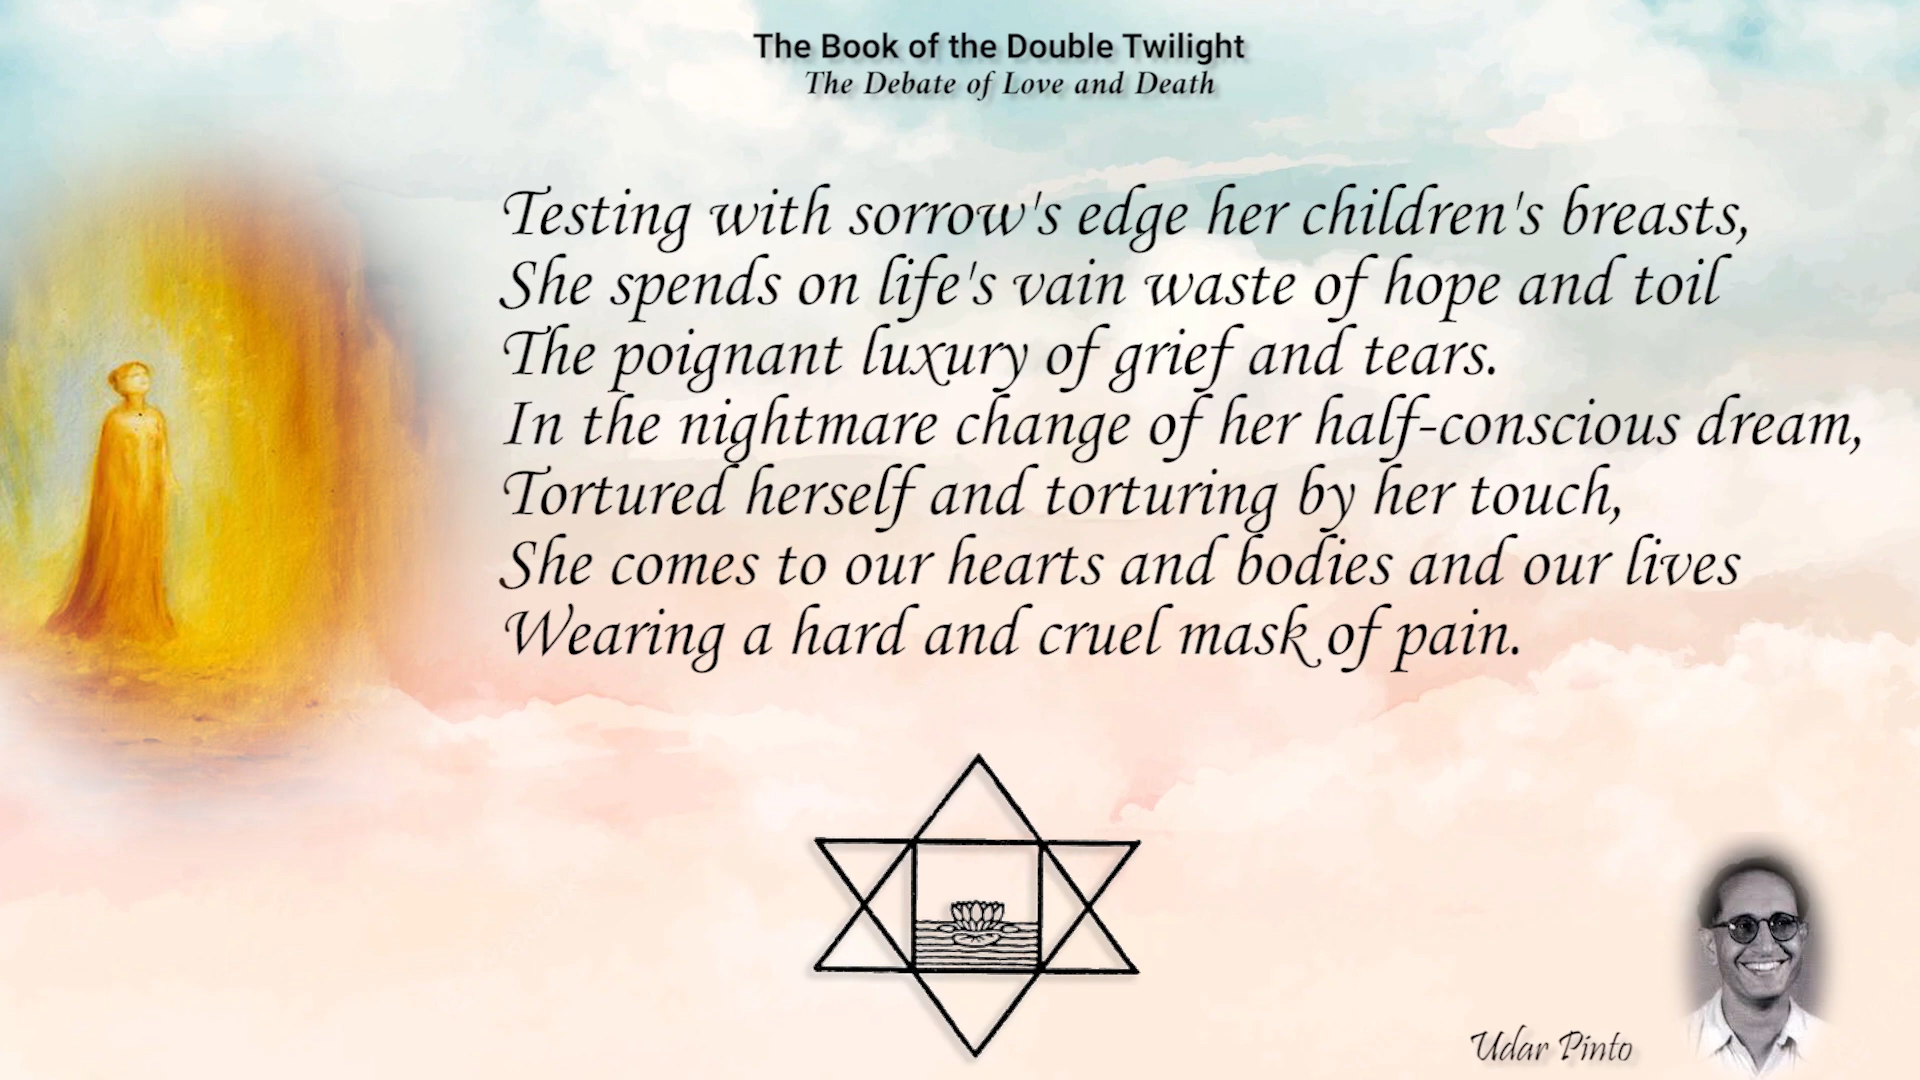 The Book of the Double Twilight
The Debate of Love and Death
Testing with sorrow's edge her children's breasts,
She spends on life's vain waste of hope and toil
The poignant luxury of grief and tears.
In the nightmare change of her half-conscious dream,
Tortured herself and torturing by her touch,
She comes to our hearts and bodies and our lives
Wearing a hard and cruel mask of pain.
Udar Pinto